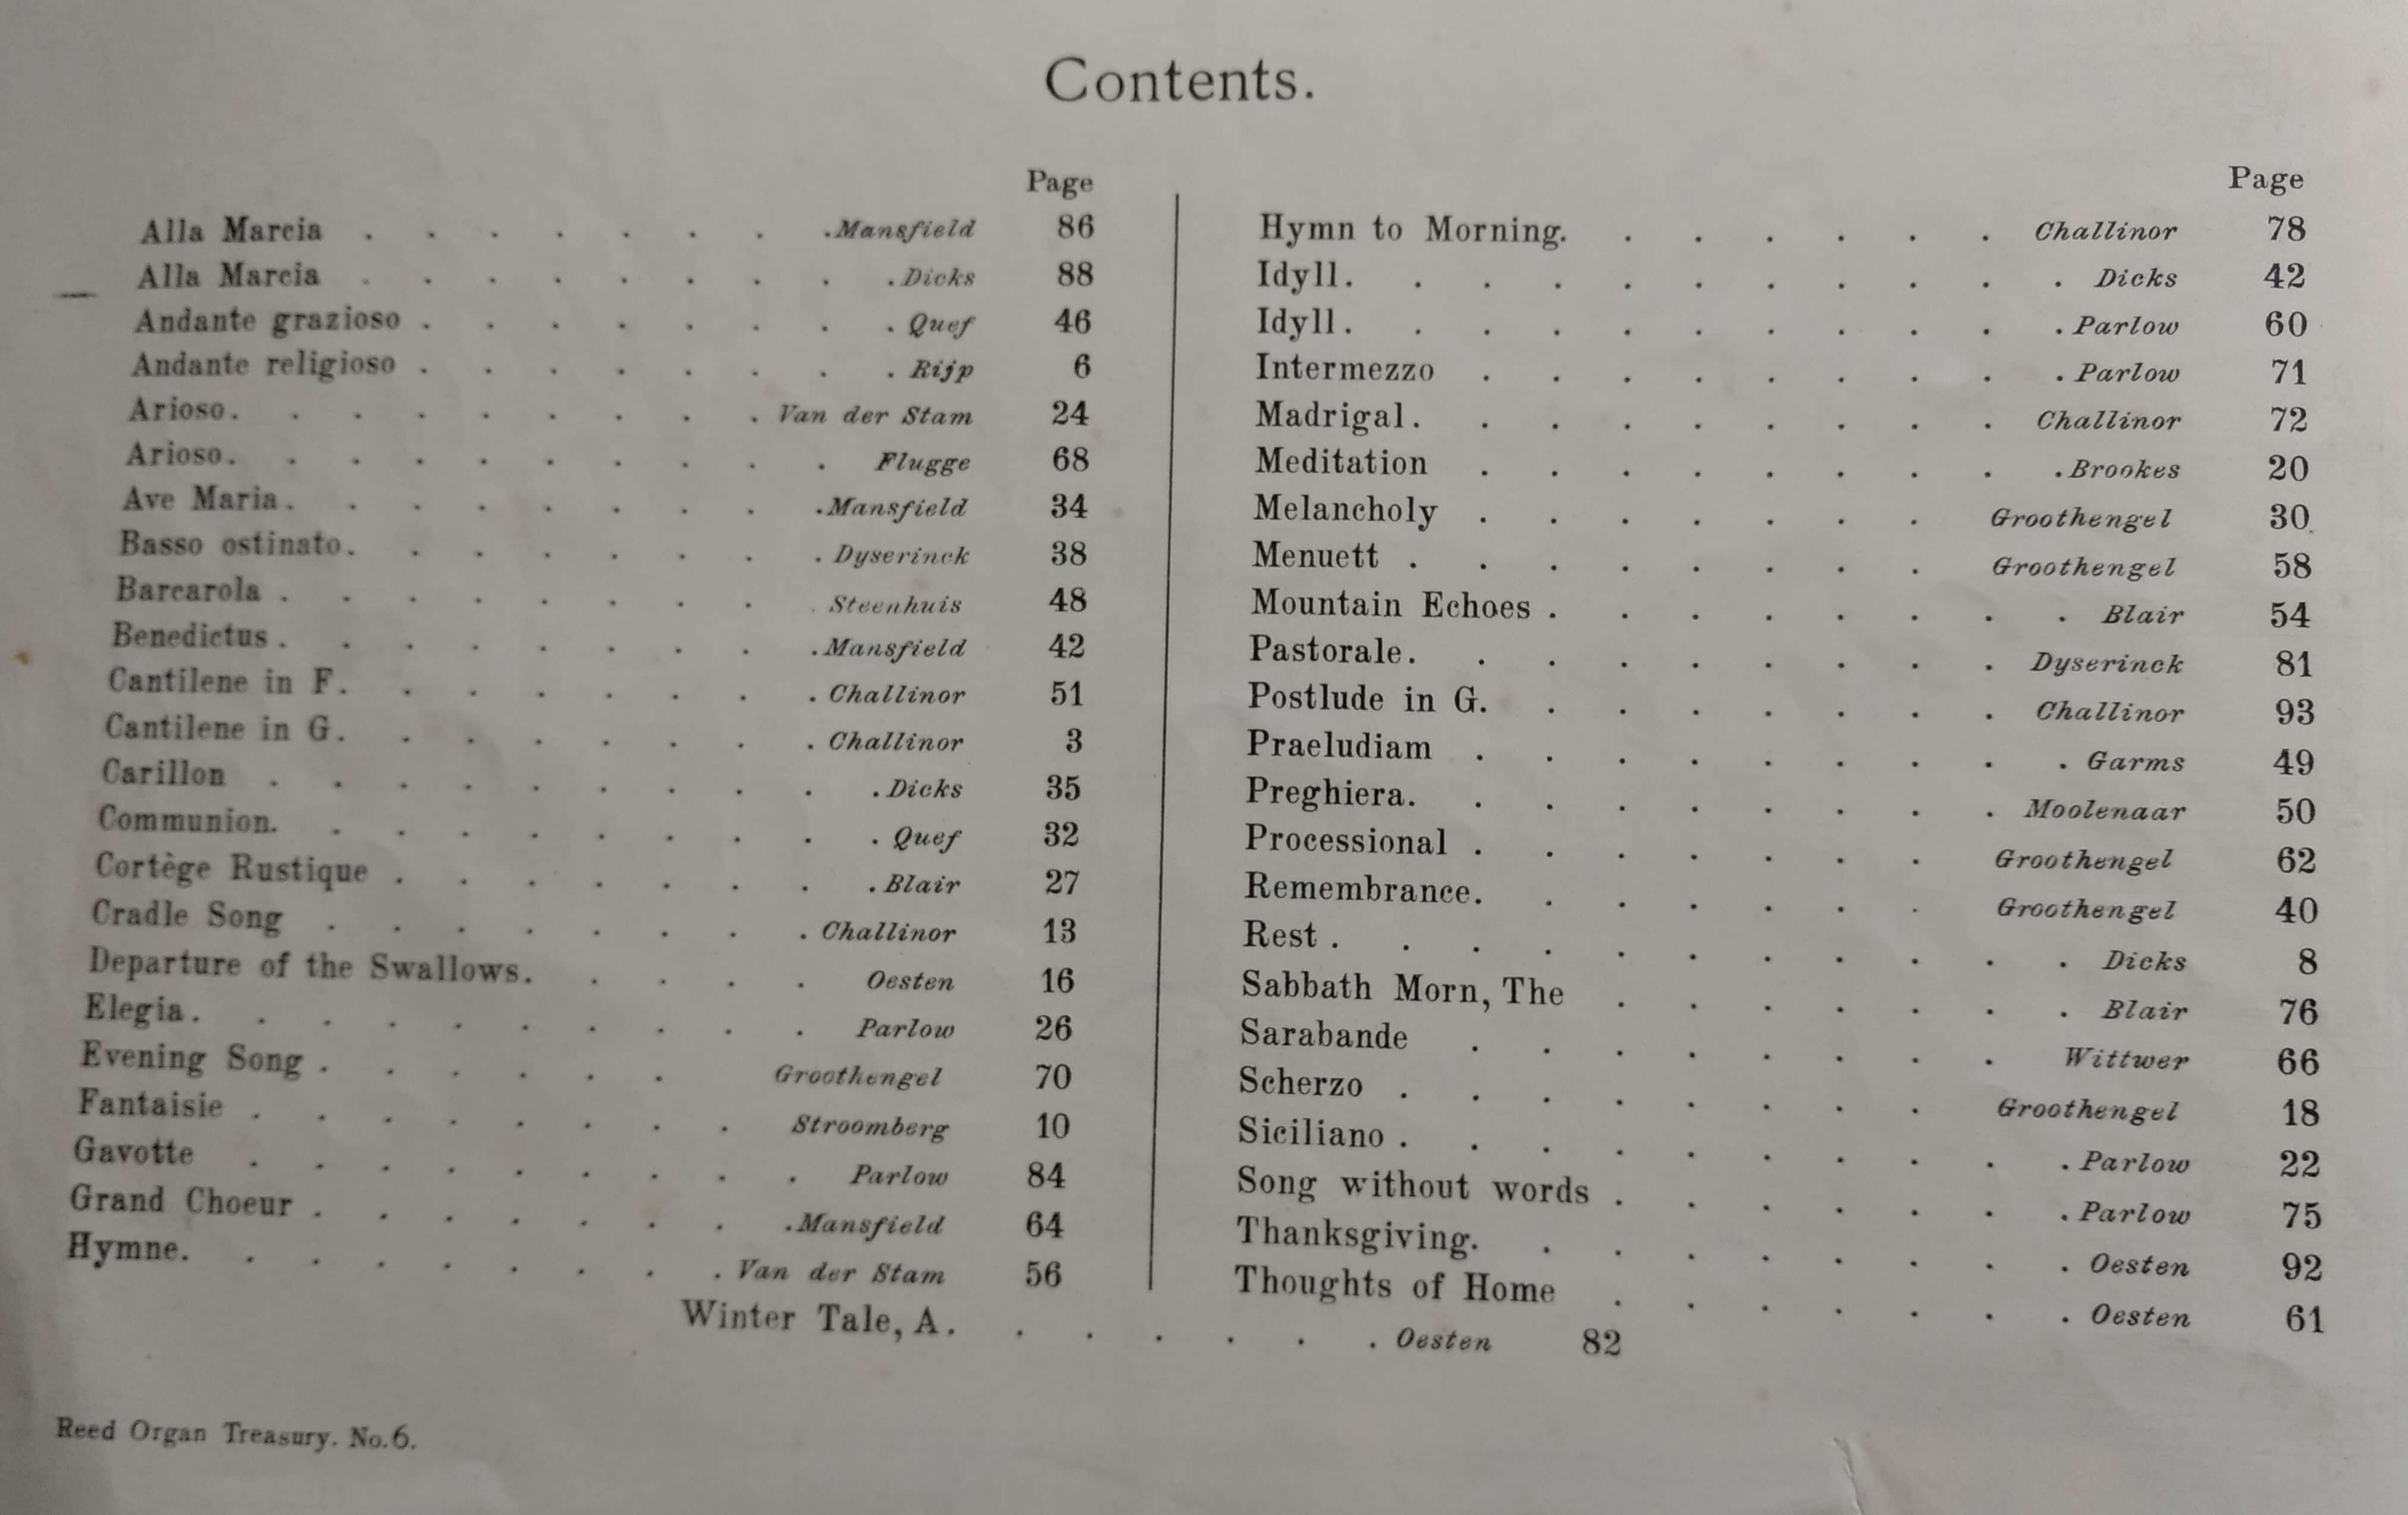 Contents.
Page
Alla Marcia . . . . . . . . Mansfield 86
Alla Marcia . . . . . . . . . Dicks 88
Andante grazioso . . . . . . . . Quef 46
Andante religioso . . . . . . . . Rijp 6
Arioso. . . . . . . . . Van der Stam 24
Arioso. . . . . . . . . . Flugge 68
Ave Maria. . . . . . . . . Mansfield 34
Basso ostinato. . . . . . . . Dyserinck 38
Barcarola . . . . . . . . . Steenhuis 48
Benedictus . . . . . . . . . Mansfield 42
Cantilene in F. . . . . . . . Challinor 51
Cantilene in G. . . . . . . . Challinor 3
Carillon . . . . . . . . . . Dicks 35
Communion. . . . . . . . . . Quef 32
Cortège Rustique . . . . . . . . Blair 27
Cradle Song . . . . . . . . Challinor 13
Departure of the Swallows. . . . . Oesten 16
Elegia. . . . . . . . . . Parlow 26
Evening Song . . . . . . Groothengel 70
Fantaisie . . . . . . . . Stroomberg 10
Gavotte . . . . . . . . . Parlow 84
Grand Choeur . . . . . . . . Mansfield 64
Hymne. . . . . . . . . Van der Stam 56
Page
Hymn to Morning. . . . . . . Challinor 78
Idyll. . . . . . . . . . . Dicks 42
Idyll. . . . . . . . . . . Parlow 60
Intermezzo . . . . . . . . . Parlow 71
Madrigal. . . . . . . . . Challinor 72
Meditation . . . . . . . . . Brookes 20
Melancholy . . . . . . . Groothengel 30
Menuett . . . . . . . . Groothengel 58
Mountain Echoes . . . . . . . . Blair 54
Pastorale. . . . . . . . . Dyserinck 81
Postlude in G. . . . . . . . Challinor 93
Praeludiam . . . . . . . . . Garms 49
Preghiera. . . . . . . . . Moolenaar 50
Processional . . . . . . . Groothengel 62
Remembrance. . . . . . . Groothengel 40
Rest . . . . . . . . . . . Dicks 8
Sabbath Morn, The . . . . . . . Blair 76
Sarabande . . . . . . . . Wittwer 66
Scherzo . . . . . . . . Groothengel 18
Siciliano . . . . . . . . . . Parlow 22
Song without words . . . . . . . Parlow 75
Thanksgiving. . . . . . . . . Oesten 92
Thoughts of Home . . . . . . . Oesten 61
Winter Tale, A. . . . . . . Oesten 82
Reed Organ Treasury. No.6.